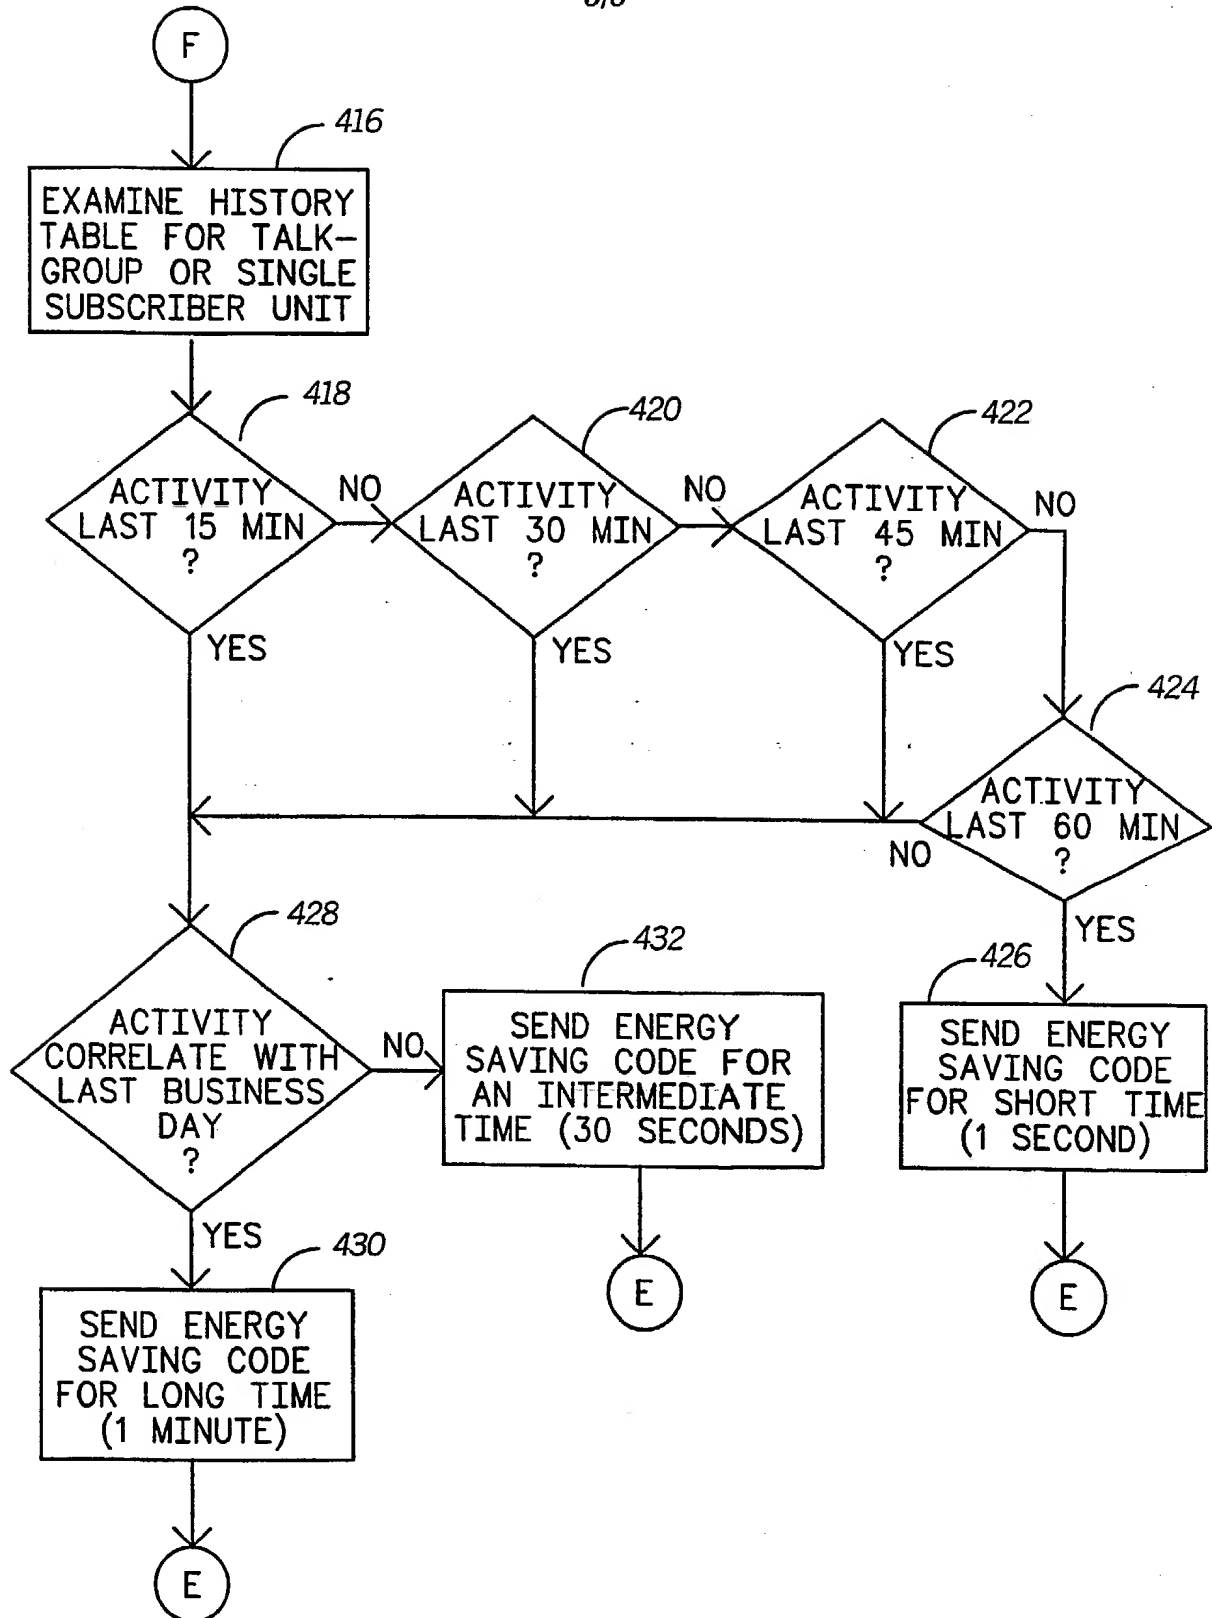 F
416
EXAMINE HISTORY
TABLE FOR TALK-
GROUP OR SINGLE
SUBSCRIBER UNIT
418
ACTIVITY
LAST 15 MIN
?
NO
YES
420
ACTIVITY
LAST 30 MIN
?
NO
YES
422
ACTIVITY
LAST 45 MIN
?
NO
YES
424
ACTIVITY
LAST 60 MIN
?
NO
YES
426
SEND ENERGY
SAVING CODE
FOR SHORT TIME
(1 SECOND)
E
428
ACTIVITY
CORRELATE WITH
LAST BUSINESS
DAY
?
NO
YES
432
SEND ENERGY
SAVING CODE FOR
AN INTERMEDIATE
TIME (30 SECONDS)
E
430
SEND ENERGY
SAVING CODE
FOR LONG TIME
(1 MINUTE)
E